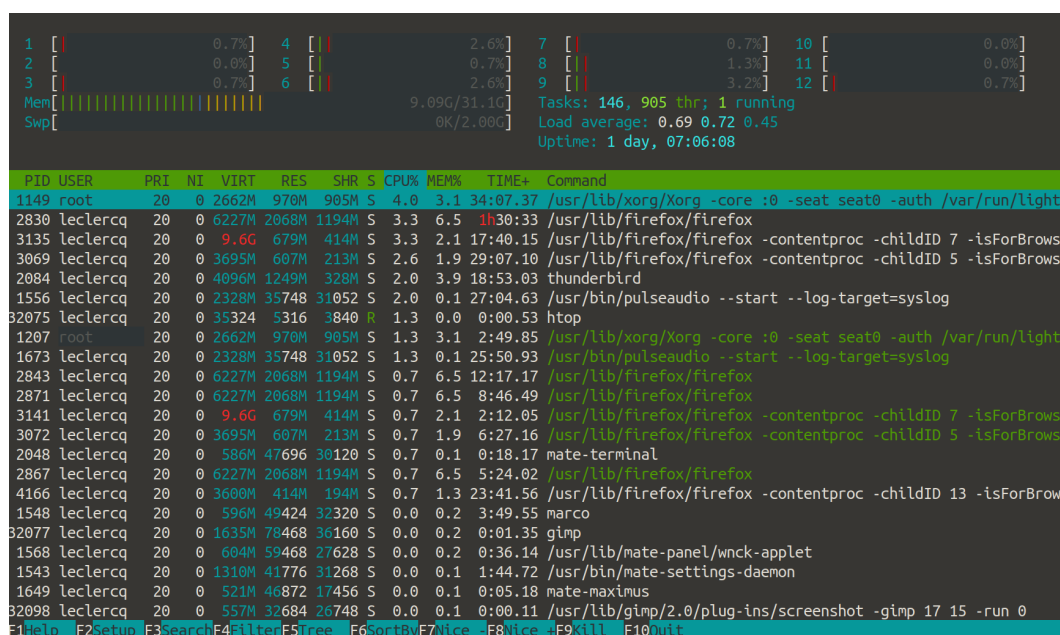 1 [| 0.7%] 4 [|| 2.6%] 7 [| 0.7%] 10 [ 0.0%]
2 [ 0.0%] 5 [| 0.7%] 8 [|| 1.3%] 11 [ 0.0%]
3 [| 0.7%] 6 [|| 2.6%] 9 [|| 3.2%] 12 [| 0.7%]
Mem[||||||||||||||||||||||||| 9.09G/31.1G] Tasks: 146, 905 thr; 1 running
Swp[ 0K/2.00G] Load average: 0.69 0.72 0.45
Uptime: 1 day, 07:06:08
PID USER PRI NI VIRT RES SHR S CPU% MEM% TIME+ Command
1149 root 20 0 2662M 970M 905M S 4.0 3.1 34:07.37 /usr/lib/xorg/Xorg -core :0 -seat seat0 -auth /var/run/light
2830 leclercq 20 0 6227M 2068M 1194M S 3.3 6.5 1h30:33 /usr/lib/firefox/firefox
3135 leclercq 20 0 9.6G 679M 414M S 3.3 2.1 17:40.15 /usr/lib/firefox/firefox -contentproc -childID 7 -isForBrows
3069 leclercq 20 0 3695M 607M 213M S 2.6 1.9 29:07.10 /usr/lib/firefox/firefox -contentproc -childID 5 -isForBrows
2084 leclercq 20 0 4096M 1249M 328M S 2.0 3.9 18:53.03 thunderbird
1556 leclercq 20 0 2328M 35748 31052 S 2.0 0.1 27:04.63 /usr/bin/pulseaudio --start --log-target=syslog
32075 leclercq 20 0 35324 5316 3840 R 1.3 0.0 0:00.53 htop
1207 root 20 0 2662M 970M 905M S 1.3 3.1 2:49.85 /usr/lib/xorg/Xorg -core :0 -seat seat0 -auth /var/run/light
1673 leclercq 20 0 2328M 35748 31052 S 1.3 0.1 25:50.93 /usr/bin/pulseaudio --start --log-target=syslog
2843 leclercq 20 0 6227M 2068M 1194M S 0.7 6.5 12:17.17 /usr/lib/firefox/firefox
2871 leclercq 20 0 6227M 2068M 1194M S 0.7 6.5 8:46.49 /usr/lib/firefox/firefox
3141 leclercq 20 0 9.6G 679M 414M S 0.7 2.1 2:12.05 /usr/lib/firefox/firefox -contentproc -childID 7 -isForBrows
3072 leclercq 20 0 3695M 607M 213M S 0.7 1.9 6:27.16 /usr/lib/firefox/firefox -contentproc -childID 5 -isForBrows
2048 leclercq 20 0 586M 47696 30120 S 0.7 0.1 0:18.17 mate-terminal
2867 leclercq 20 0 6227M 2068M 1194M S 0.7 6.5 5:24.02 /usr/lib/firefox/firefox
4166 leclercq 20 0 3600M 414M 194M S 0.7 1.3 23:41.56 /usr/lib/firefox/firefox -contentproc -childID 13 -isForBrow
1548 leclercq 20 0 596M 49424 32320 S 0.0 0.2 3:49.55 marco
32077 leclercq 20 0 1635M 78468 36160 S 0.0 0.2 0:01.35 gimp
1568 leclercq 20 0 604M 59468 27628 S 0.0 0.2 0:36.14 /usr/lib/mate-panel/wnck-applet
1543 leclercq 20 0 1310M 41776 31268 S 0.0 0.1 1:44.72 /usr/bin/mate-settings-daemon
1649 leclercq 20 0 521M 46872 17456 S 0.0 0.1 0:05.18 mate-maximus
32098 leclercq 20 0 557M 32684 26748 S 0.0 0.1 0:00.11 /usr/lib/gimp/2.0/plug-ins/screenshot -gimp 17 15 -run 0
F1Help F2Setup F3SearchF4FilterF5Tree F6SortByF7Nice -F8Nice +F9Kill F10Quit